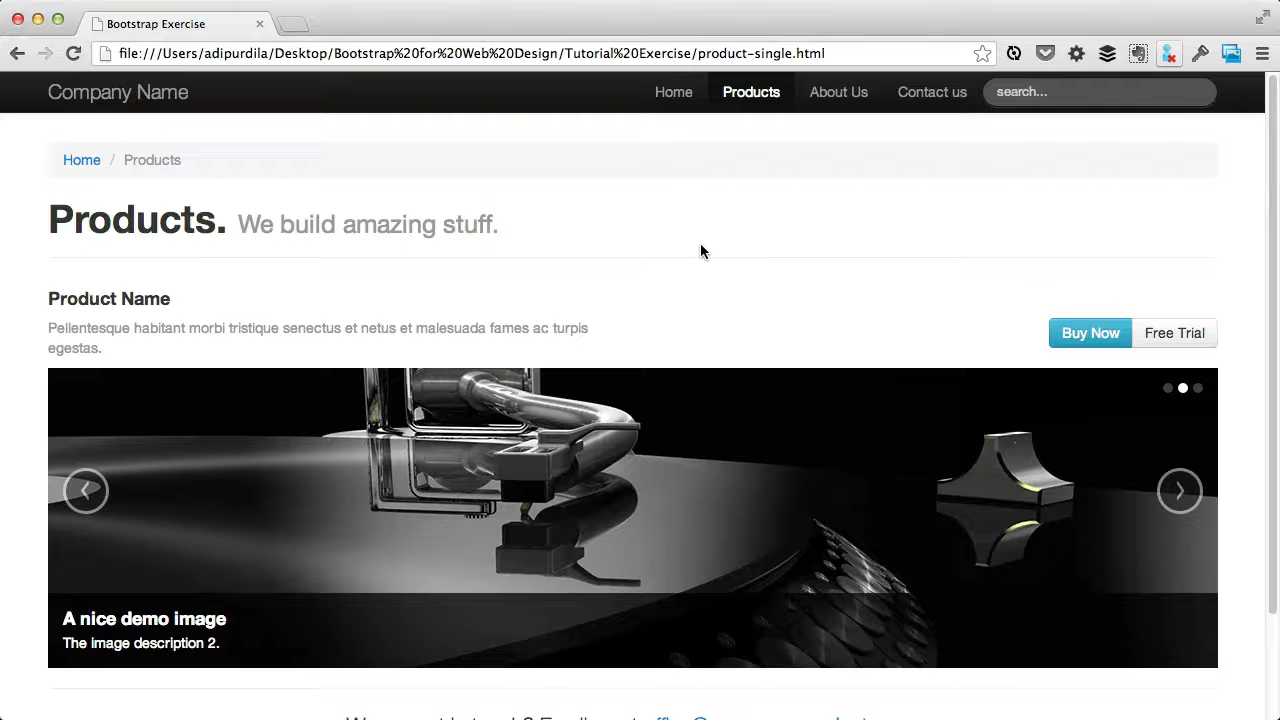 Bootstrap Exercise
file:///Users/adipurdila/Desktop/Bootstrap%20for%20Web%20Design/Tutorial%20Exercise/product-single.html
Company Name
Home
Products
About Us
Contact us
search...
Home / Products
Products. We build amazing stuff.
Product Name
Pellentesque habitant morbi tristique senectus et netus et malesuada fames ac turpis
egestas.
Buy Now
Free Trial
A nice demo image
The image description 2.